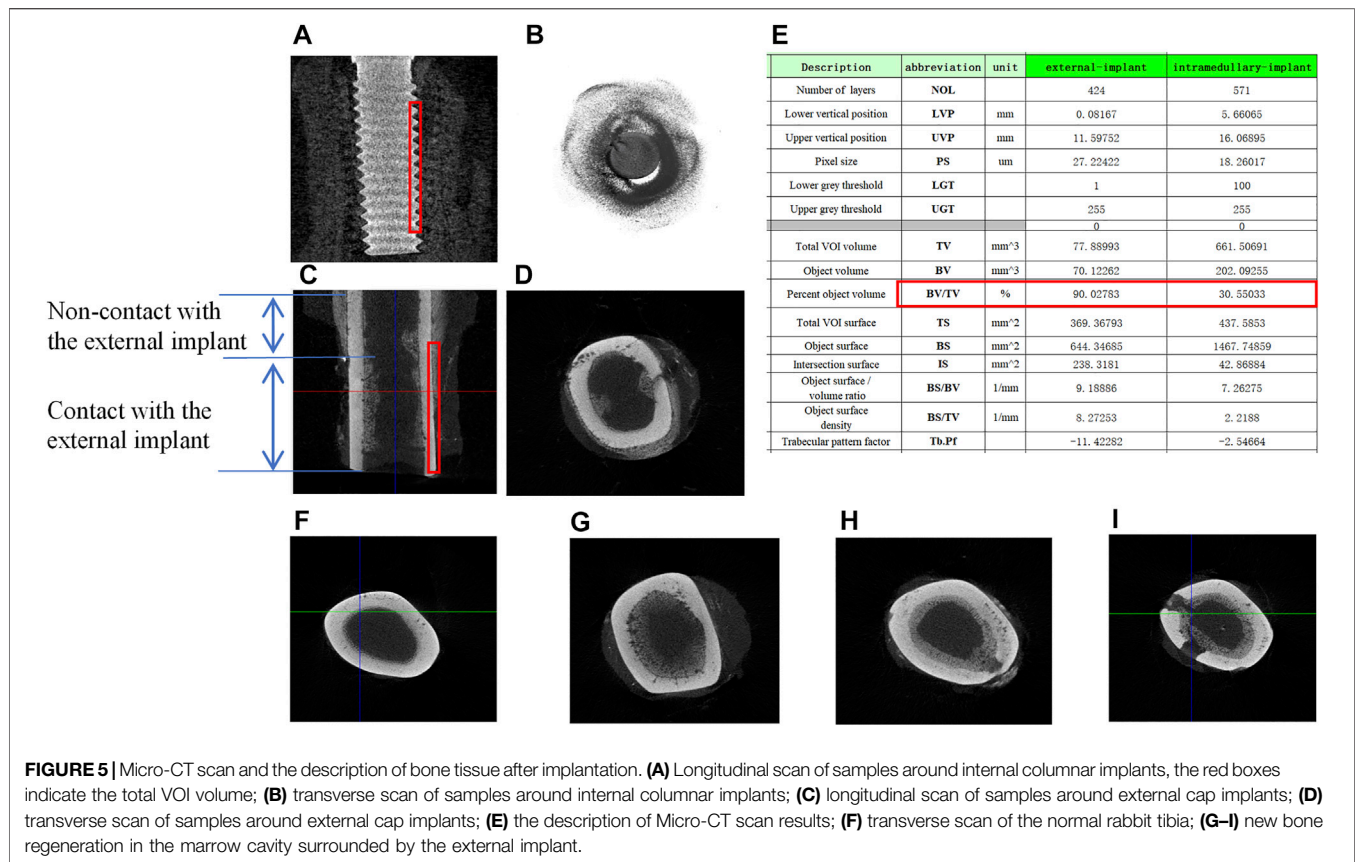 A
B
E
Description abbreviation unit external-implant intramedullary-implant
Number of layers NOL 424 571
Lower vertical position LVP mm 0.08167 5.66065
Upper vertical position UVP mm 11.59752 16.06895
Pixel size PS um 27.22422 18.26017
Lower grey threshold LGT 1 100
Upper grey threshold UGT 255 255
0 0
Total VOI volume TV mm^3 77.88993 661.50691
Object volume BV mm^3 70.12262 202.09255
Percent object volume BV/TV % 90.02783 30.55033
Total VOI surface TS mm^2 369.36793 437.5853
Object surface BS mm^2 644.34685 1467.74859
Intersection surface IS mm^2 238.3181 42.86884
Object surface /
volume ratio BS/BV 1/mm 9.18886 7.26275
Object surface
density BS/TV 1/mm 8.27253 2.2188
Trabecular pattern factor Tb.Pf -11.42282 -2.54664
C
D
Non-contact with
the external implant
Contact with the
external implant
F
G
H
I
FIGURE 5 | Micro-CT scan and the description of bone tissue after implantation. (A) Longitudinal scan of samples around internal columnar implants, the red boxes
indicate the total VOI volume; (B) transverse scan of samples around internal columnar implants; (C) longitudinal scan of samples around external cap implants; (D)
transverse scan of samples around external cap implants; (E) the description of Micro-CT scan results; (F) transverse scan of the normal rabbit tibia; (G–I) new bone
regeneration in the marrow cavity surrounded by the external implant.